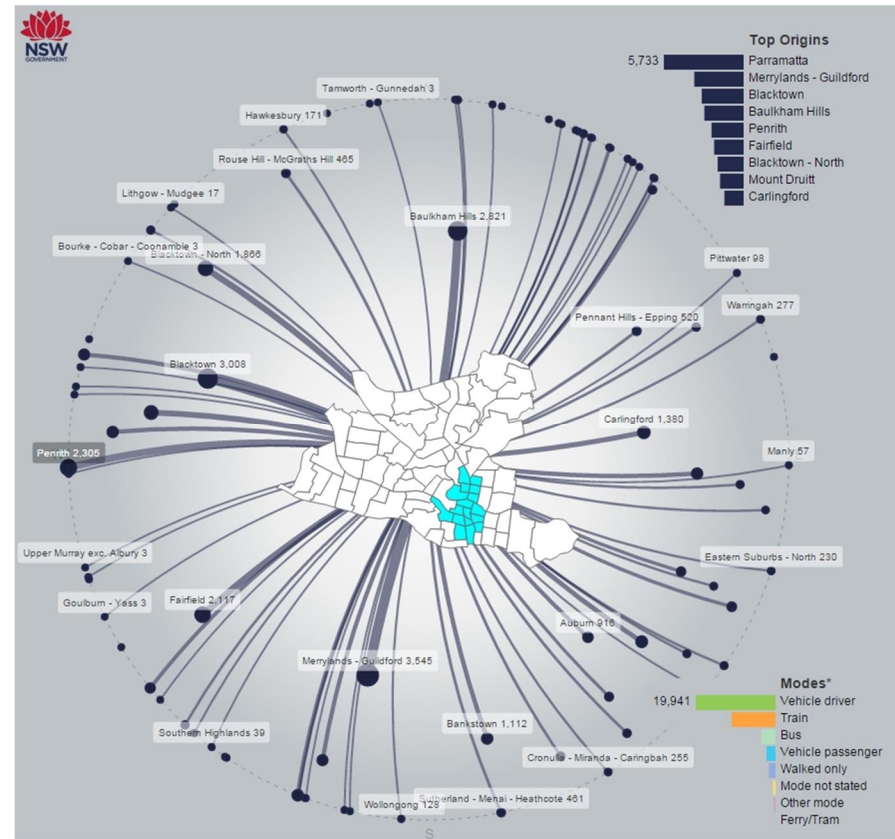 NSW
GOVERNMENT
Top Origins
5,733 Parramatta
Merrylands - Guildford
Blacktown
Baulkham Hills
Penrith
Fairfield
Blacktown - North
Mount Druitt
Carlingford
Tamworth - Gunnedah 3
Hawkesbury 171
Rouse Hill - McGraths Hill 465
Lithgow - Mudgee 17
Baulkham Hills 2,821
Bourke - Cobar - Coonamble 3
Blacktown - North 1,866
Pittwater 98
Warringah 277
Pennant Hills - Epping 520
Blacktown 3,008
Carlingford 1,380
Penrith 2,305
Manly 57
Upper Murray exc. Albury 3
Eastern Suburbs - North 230
Goulburn - Yass 3
Fairfield 2,117
Auburn 916
Merrylands - Guildford 3,545
Southern Highlands 39
Bankstown 1,112
Cronulla - Miranda - Caringbah 255
Wollongong 128
Sutherland - Menai - Heathcote 461
S
Modes*
19,941 Vehicle driver
Train
Bus
Vehicle passenger
Walked only
Mode not stated
Other mode
Ferry/Tram